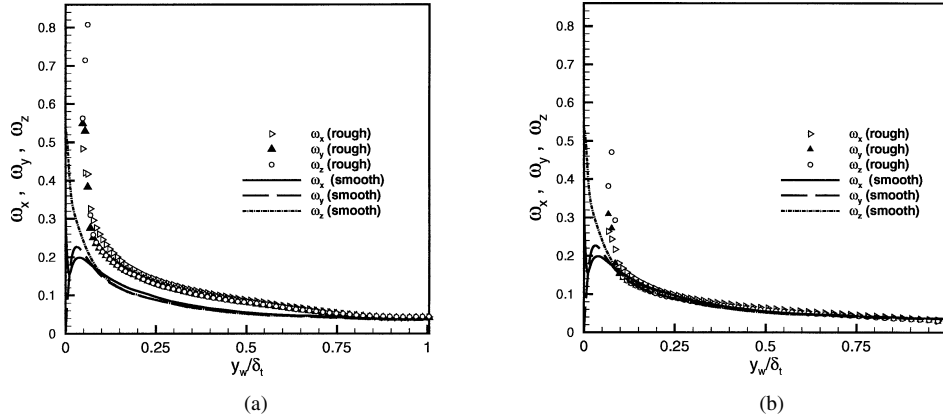 0.8
0.7
0.6
0.5
0.4
0.3
0.2
0.1
0
ωx , ωy , ωz
ωx (rough)
ωy (rough)
ωz (rough)
ωx (smooth)
ωy (smooth)
ωz (smooth)
0 0.25 0.5 0.75 1
yw/δt
(a)
0.8
0.7
0.6
0.5
0.4
0.3
0.2
0.1
0
ωx , ωy , ωz
ωx (rough)
ωy (rough)
ωz (rough)
ωx (smooth)
ωy (smooth)
ωz (smooth)
0 0.25 0.5 0.75
yw/δt
(b)